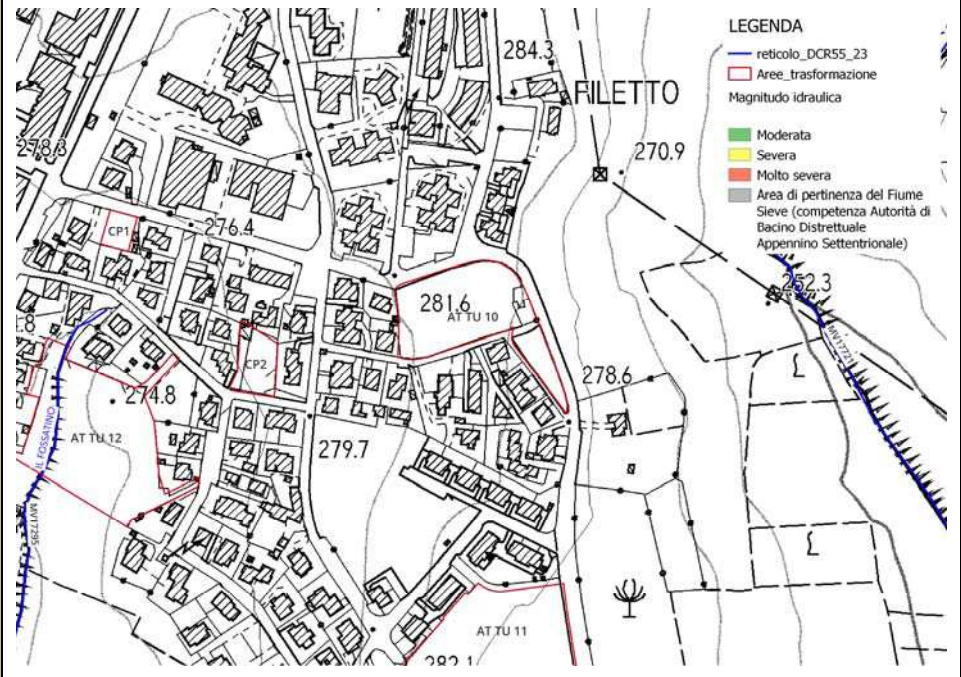 LEGENDA
reticolo_DCR55_23
Aree_trasformazione
Magnitudo idraulica
Moderata
Severa
Molto severa
Area di pertinenza del Fiume
Sieve (competenza Autorità di
Bacino Distrettuale
Appennino Settentrionale)
284.3
FILETTO
278.3
270.9
CP1
276.4
252.3
281.6
AT TU 10
MV17721
CP2
278.6
274.8
IL FOSSATINO
AT TU 12
279.7
MV17295
AT TU 11
282.1